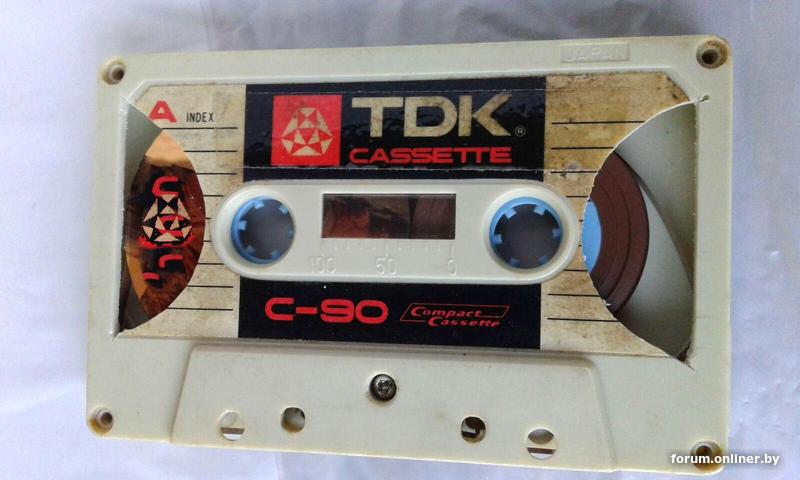 JAPAN
A INDEX
TDK®
CASSETTE
100 50 0
C-90 Compact
Cassette
forum.onliner.by